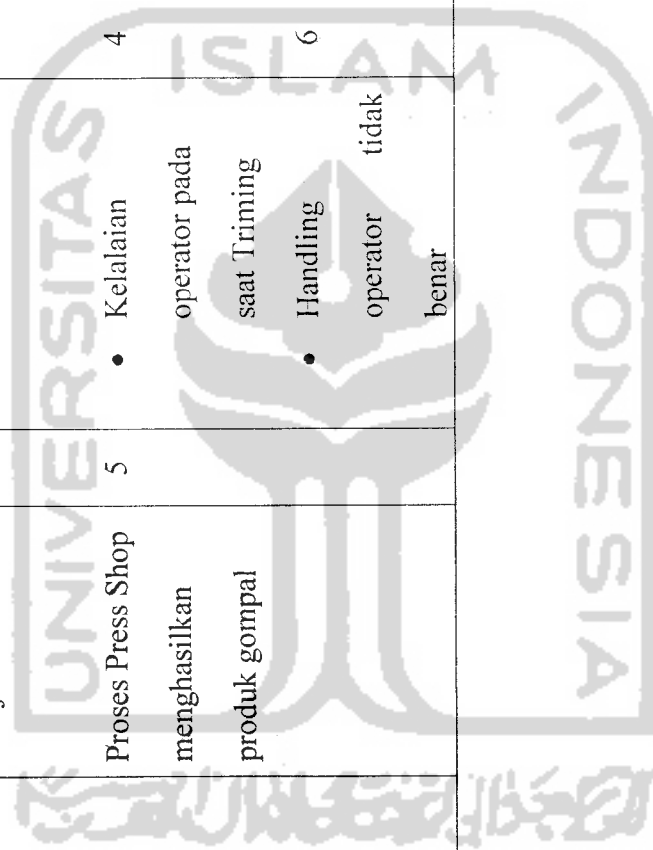 Proses Press Shop
menghasilkan
produk gompal
5
• Kelalaian
operator pada
saat Triming
• Handling
operator tidak
benar
4
6
UNIVERSITAS
ISLAM
INDONESIA